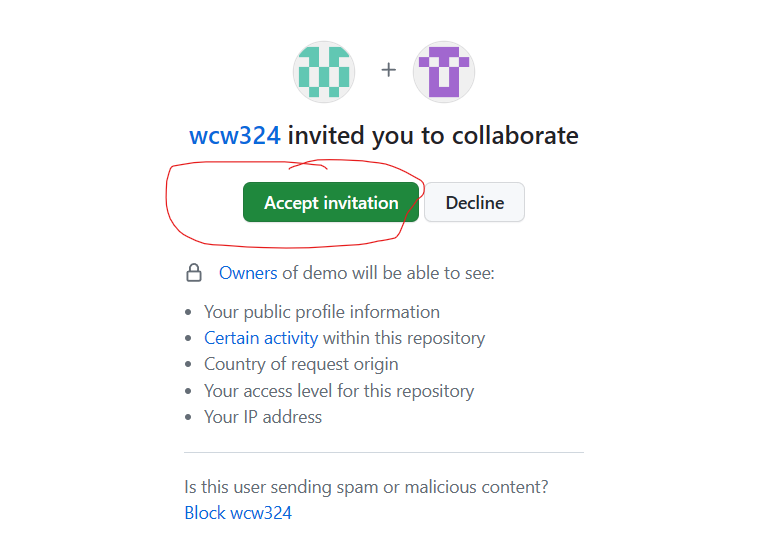 wcw324 invited you to collaborate
Accept invitation
Decline
Owners of demo will be able to see:
Your public profile information
Certain activity within this repository
Country of request origin
Your access level for this repository
Your IP address
Is this user sending spam or malicious content?
Block wcw324